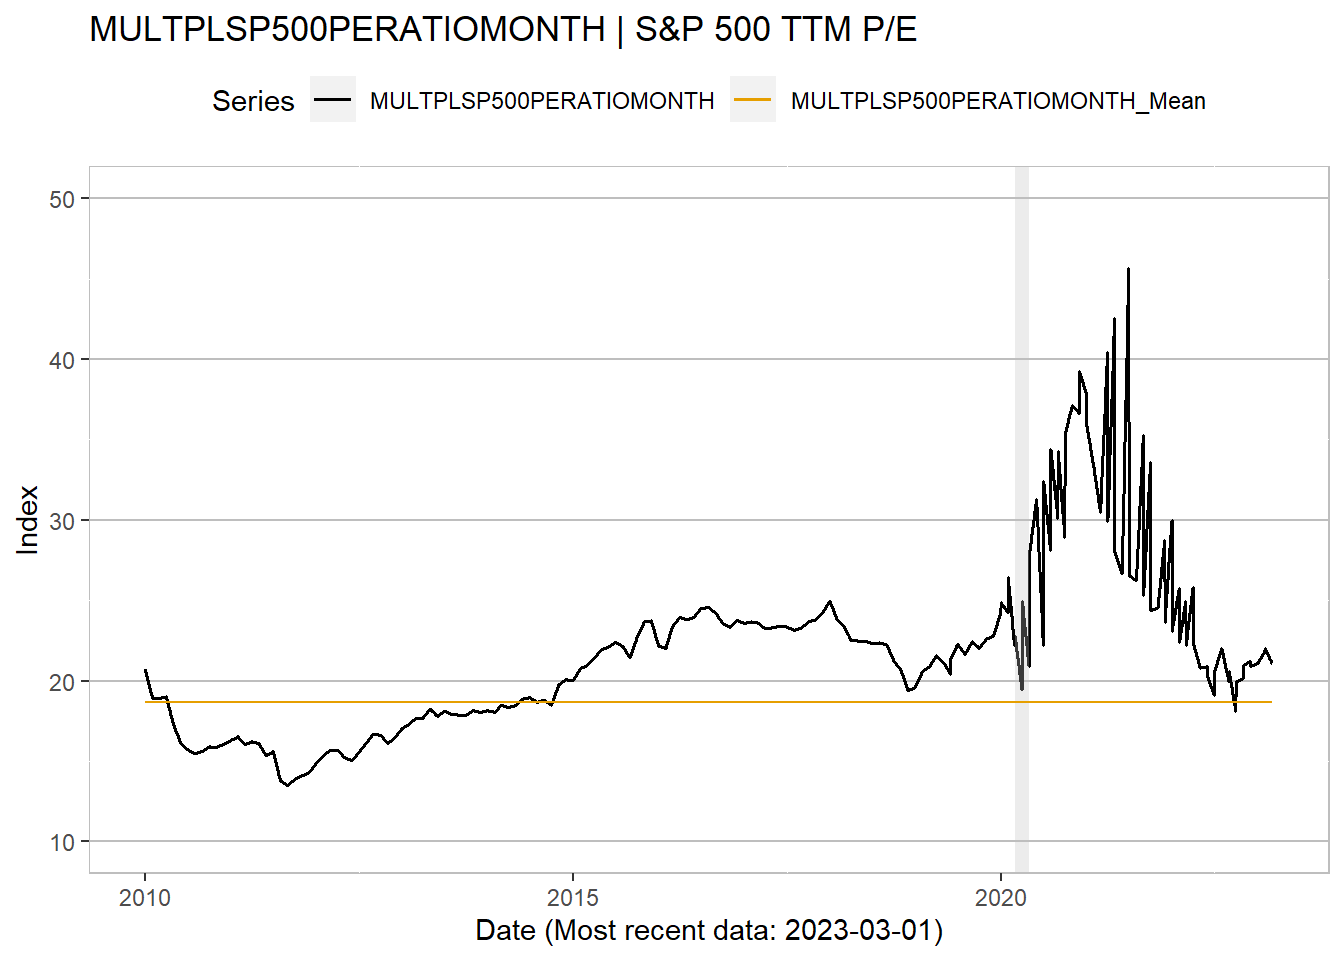 MULTPLSP500PERATIOMONTH | S&P 500 TTM P/E
Series MULTPLSP500PERATIOMONTH MULTPLSP500PERATIOMONTH_Mean
50
40
30
20
10
Index
2010 2015 2020
Date (Most recent data: 2023-03-01)